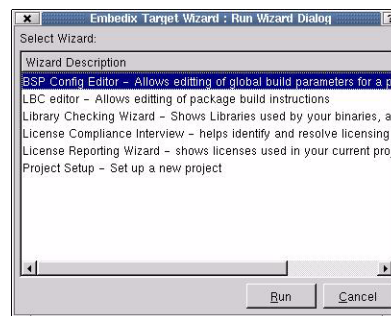 Embedix Target Wizard : Run Wizard Dialog
Select Wizard:
Wizard Description
BSP Config Editor – Allows editting of global build parameters for a p
LBC editor – Allows editting of package build instructions
Library Checking Wizard – Shows Libraries used by your binaries, a
License Compliance Interview – helps identify and resolve licensing
License Reporting Wizard – shows licenses used in your current proj
Project Setup – Set up a new project
Run
Cancel